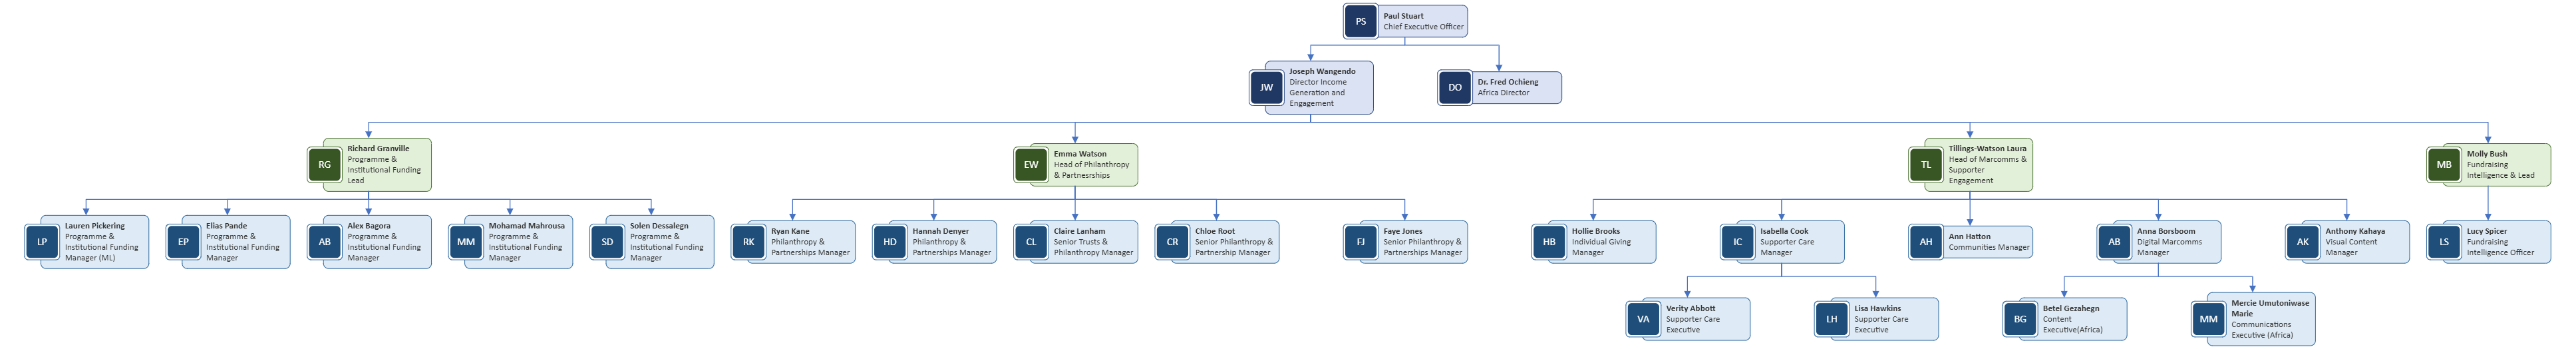 PS
Paul Stuart
Chief Executive Officer
JW
Joseph Wangendo
Director Income
Generation and
Engagement
DO
Dr. Fred Ochieng
Africa Director
RG
Richard Granville
Programme &
Institutional Funding
Lead
EW
Emma Watson
Head of Philanthropy
& Partnesrships
TL
Tillings-Watson Laura
Head of Marcomms &
Supporter
Engagement
MB
Molly Bush
Fundraising
Intelligence & Lead
LP
Lauren Pickering
Programme &
Institutional Funding
Manager (ML)
EP
Elias Pande
Programme &
Institutional Funding
Manager
AB
Alex Bagora
Programme &
Institutional Funding
Manager
MM
Mohamad Mahrousa
Programme &
Institutional Funding
Manager
SD
Solen Dessalegn
Programme &
Institutional Funding
Manager
RK
Ryan Kane
Philanthropy &
Partnerships Manager
HD
Hannah Denyer
Philanthropy &
Partnerships Manager
CL
Claire Lanham
Senior Trusts &
Philanthropy Manager
CR
Chloe Root
Senior Philanthropy &
Partnership Manager
FJ
Faye Jones
Senior Philanthropy &
Partnerships Manager
HB
Hollie Brooks
Individual Giving
Manager
IC
Isabella Cook
Supporter Care
Manager
AH
Ann Hatton
Communities Manager
AB
Anna Borsboom
Digital Marcomms
Manager
AK
Anthony Kahaya
Visual Content
Manager
LS
Lucy Spicer
Fundraising
Intelligence Officer
VA
Verity Abbott
Supporter Care
Executive
LH
Lisa Hawkins
Supporter Care
Executive
BG
Betel Gezahegn
Content
Executive(Africa)
MM
Mercie Umutoniwase
Marie
Communications
Executive (Africa)